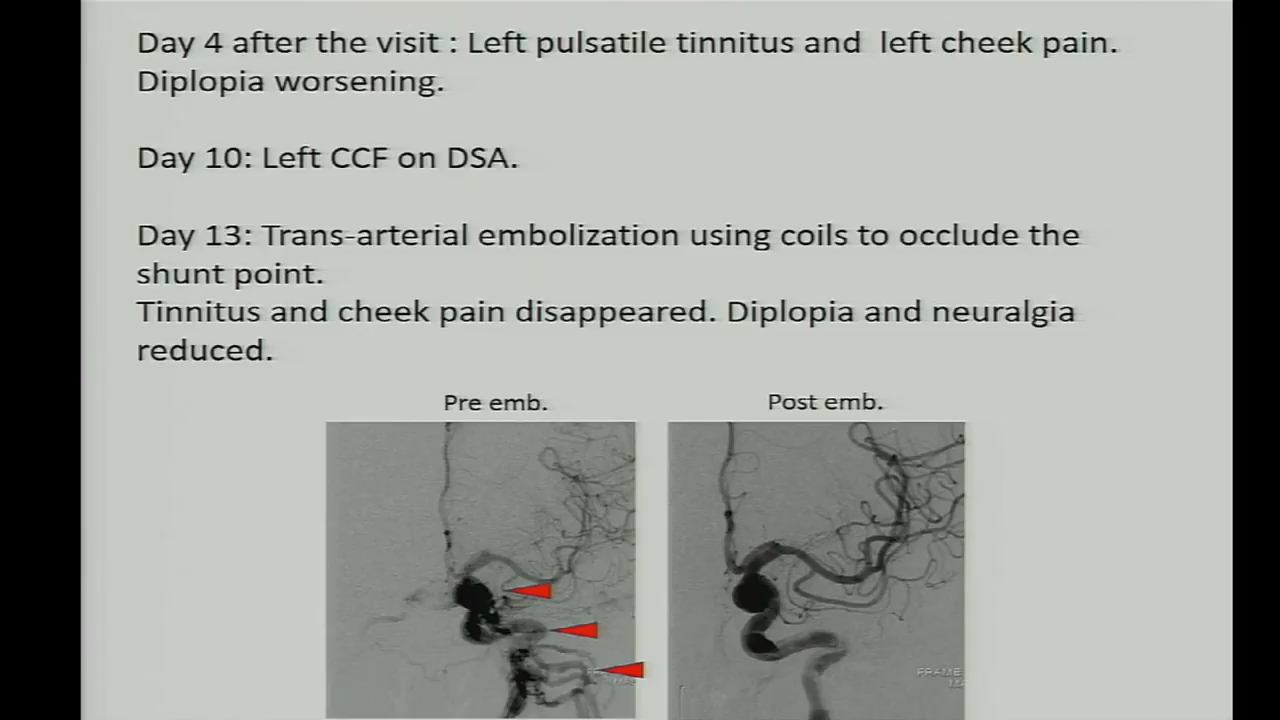 Day 4 after the visit : Left pulsatile tinnitus and left cheek pain.
Diplopia worsening.
Day 10: Left CCF on DSA.
Day 13: Trans-arterial embolization using coils to occlude the
shunt point.
Tinnitus and cheek pain disappeared. Diplopia and neuralgia
reduced.
Pre emb.
Post emb.
FRAME